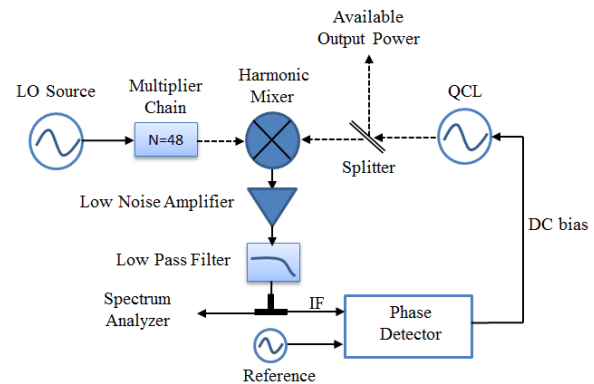 Available
Output Power
LO Source
Multiplier
Chain
Harmonic
Mixer
QCL
N=48
Splitter
Low Noise Amplifier
DC bias
Low Pass Filter
Spectrum
Analyzer
IF
Phase
Detector
Reference